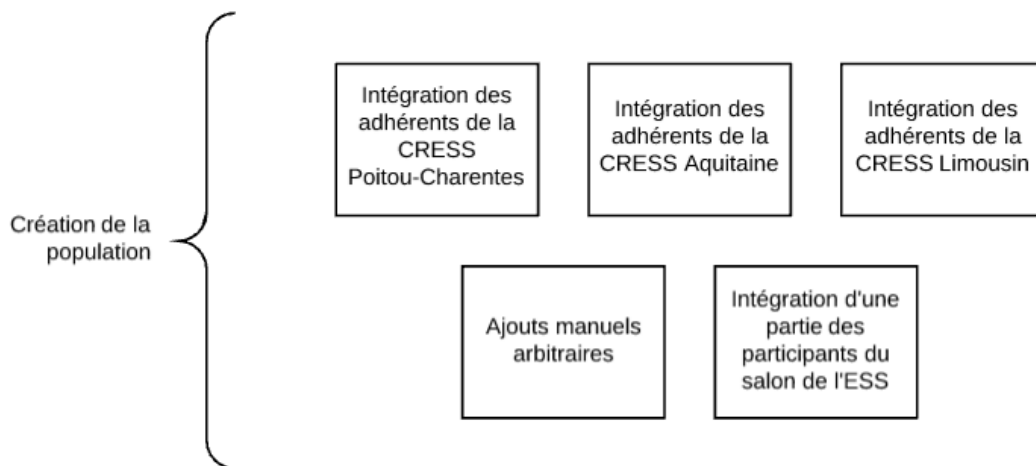 Création de la
population
Intégration des
adhérents de la
CRESS
Poitou-Charentes
Intégration des
adhérents de la
CRESS Aquitaine
Intégration des
adhérents de la
CRESS Limousin
Ajouts manuels
arbitraires
Intégration d'une
partie des
participants du
salon de l'ESS